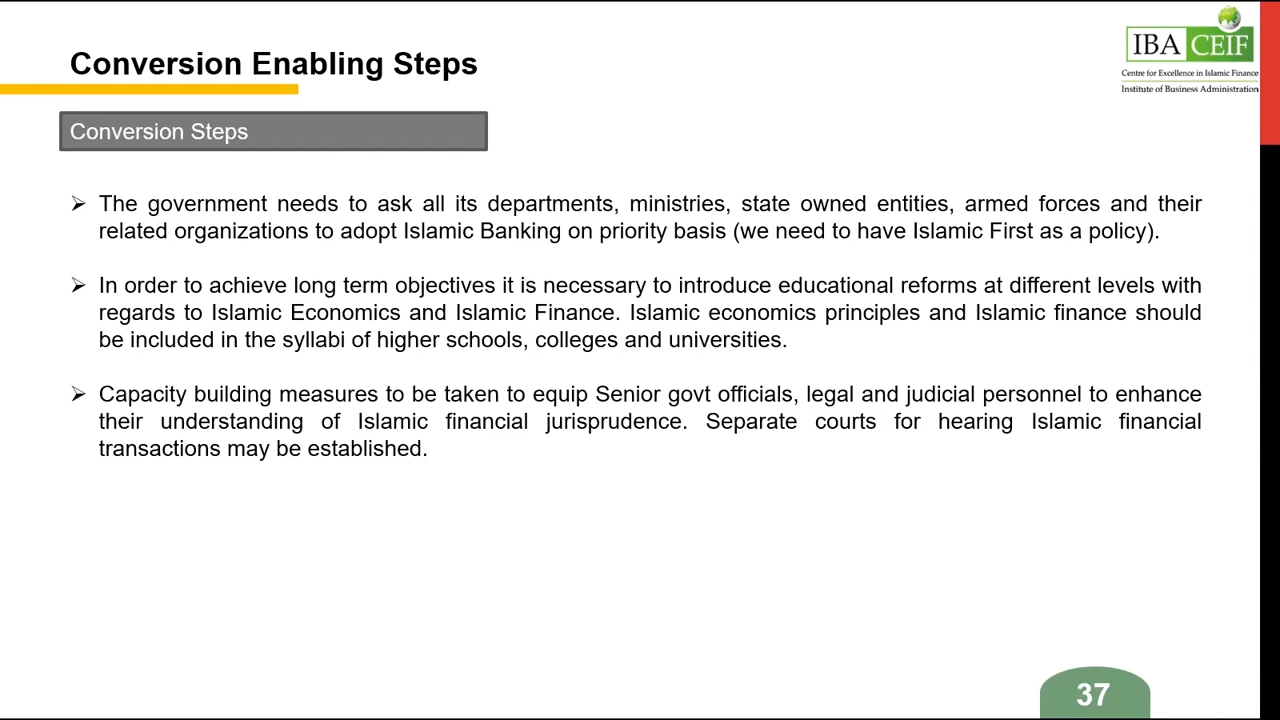 IBA CEIF
Centre for Excellence in Islamic Finance
Institute of Business Administration
Conversion Enabling Steps
Conversion Steps
The government needs to ask all its departments, ministries, state owned entities, armed forces and their
related organizations to adopt Islamic Banking on priority basis (we need to have Islamic First as a policy).
In order to achieve long term objectives it is necessary to introduce educational reforms at different levels with
regards to Islamic Economics and Islamic Finance. Islamic economics principles and Islamic finance should
be included in the syllabi of higher schools, colleges and universities.
Capacity building measures to be taken to equip Senior govt officials, legal and judicial personnel to enhance
their understanding of Islamic financial jurisprudence. Separate courts for hearing Islamic financial
transactions may be established.
37